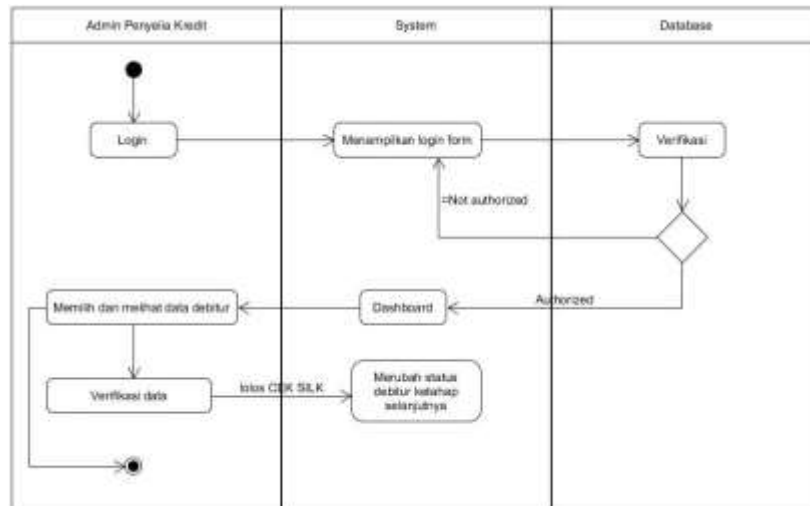 Admin Penyelia Kredit
System
Database
Login
Menampilkan login form
Verifikasi
=Not authorized
Authorized
Memilih dan melihat data debitur
Dashboard
Verifikasi data
lolos CEK SILK
Merubah status
debitur ketahap
selanjutnya